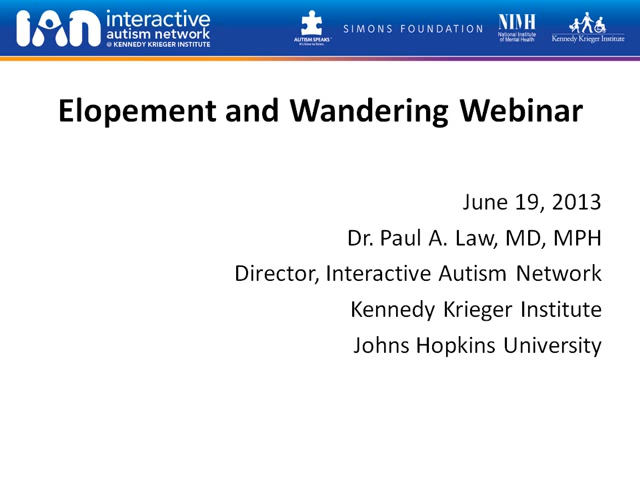 IAN interactive
autism network
@ KENNEDY KRIEGER INSTITUTE
AUTISM SPEAKS
SIMONS FOUNDATION
NIMH
National Institute
of Mental Health
Kennedy Krieger Institute
Elopement and Wandering Webinar
June 19, 2013
Dr. Paul A. Law, MD, MPH
Director, Interactive Autism Network
Kennedy Krieger Institute
Johns Hopkins University